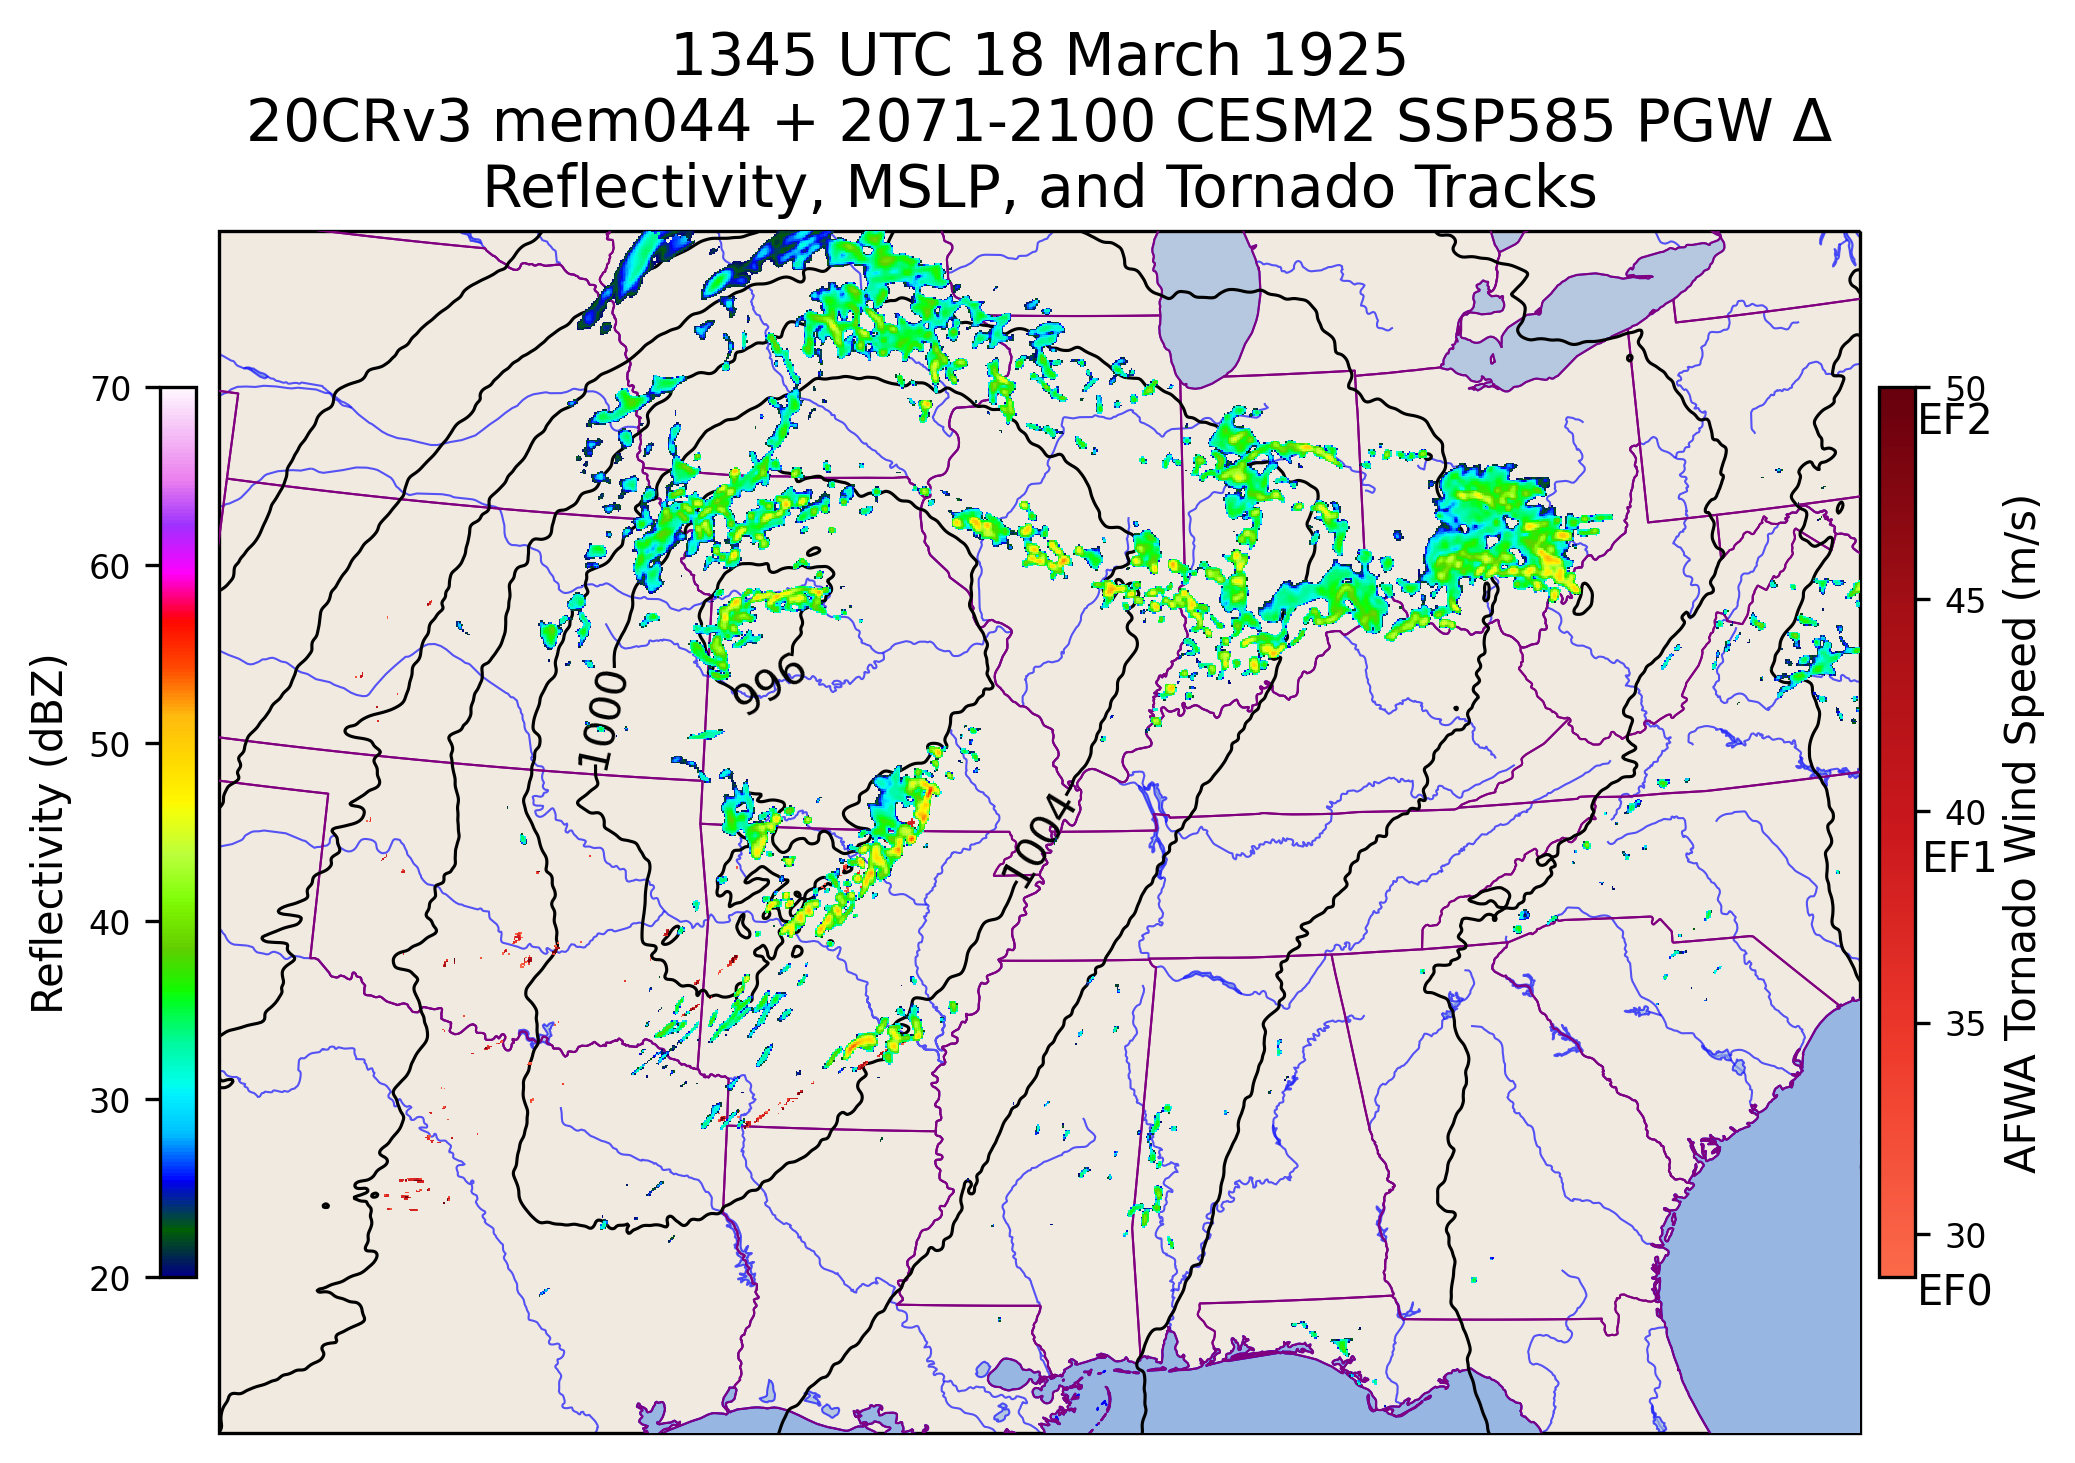 1345 UTC 18 March 1925
20CRv3 mem044 + 2071-2100 CESM2 SSP585 PGW Δ
Reflectivity, MSLP, and Tornado Tracks
Reflectivity (dBZ)
70
60
50
40
30
20
1000
996
1004
50
EF2
45
40
EF1
35
30
EF0
AFWA Tornado Wind Speed (m/s)